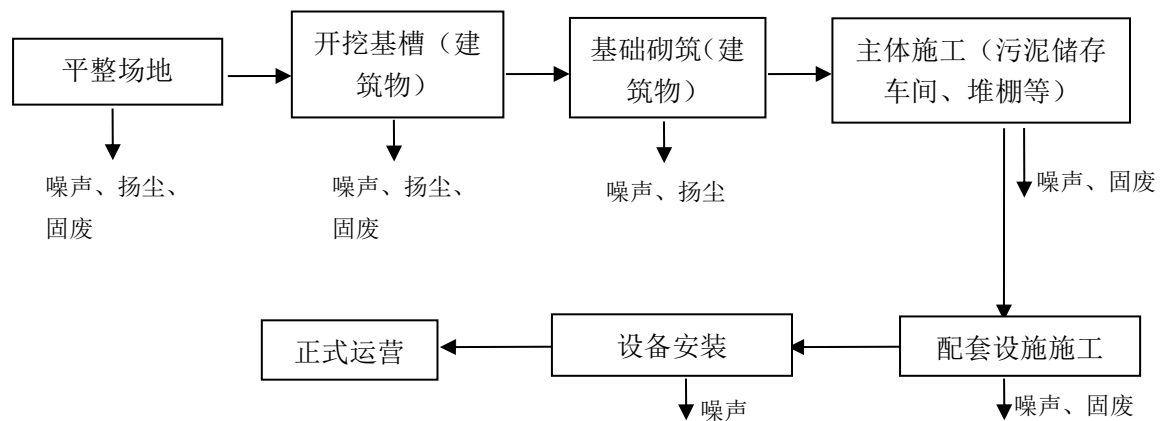 平整场地
开挖基槽（建
筑物）
基础砌筑（建
筑物）
主体施工（污泥储存
车间、堆棚等）
噪声、扬尘、
固废
噪声、扬尘、
固废
噪声、扬尘
噪声、固废
正式运营
设备安装
配套设施施工
噪声
噪声、固废